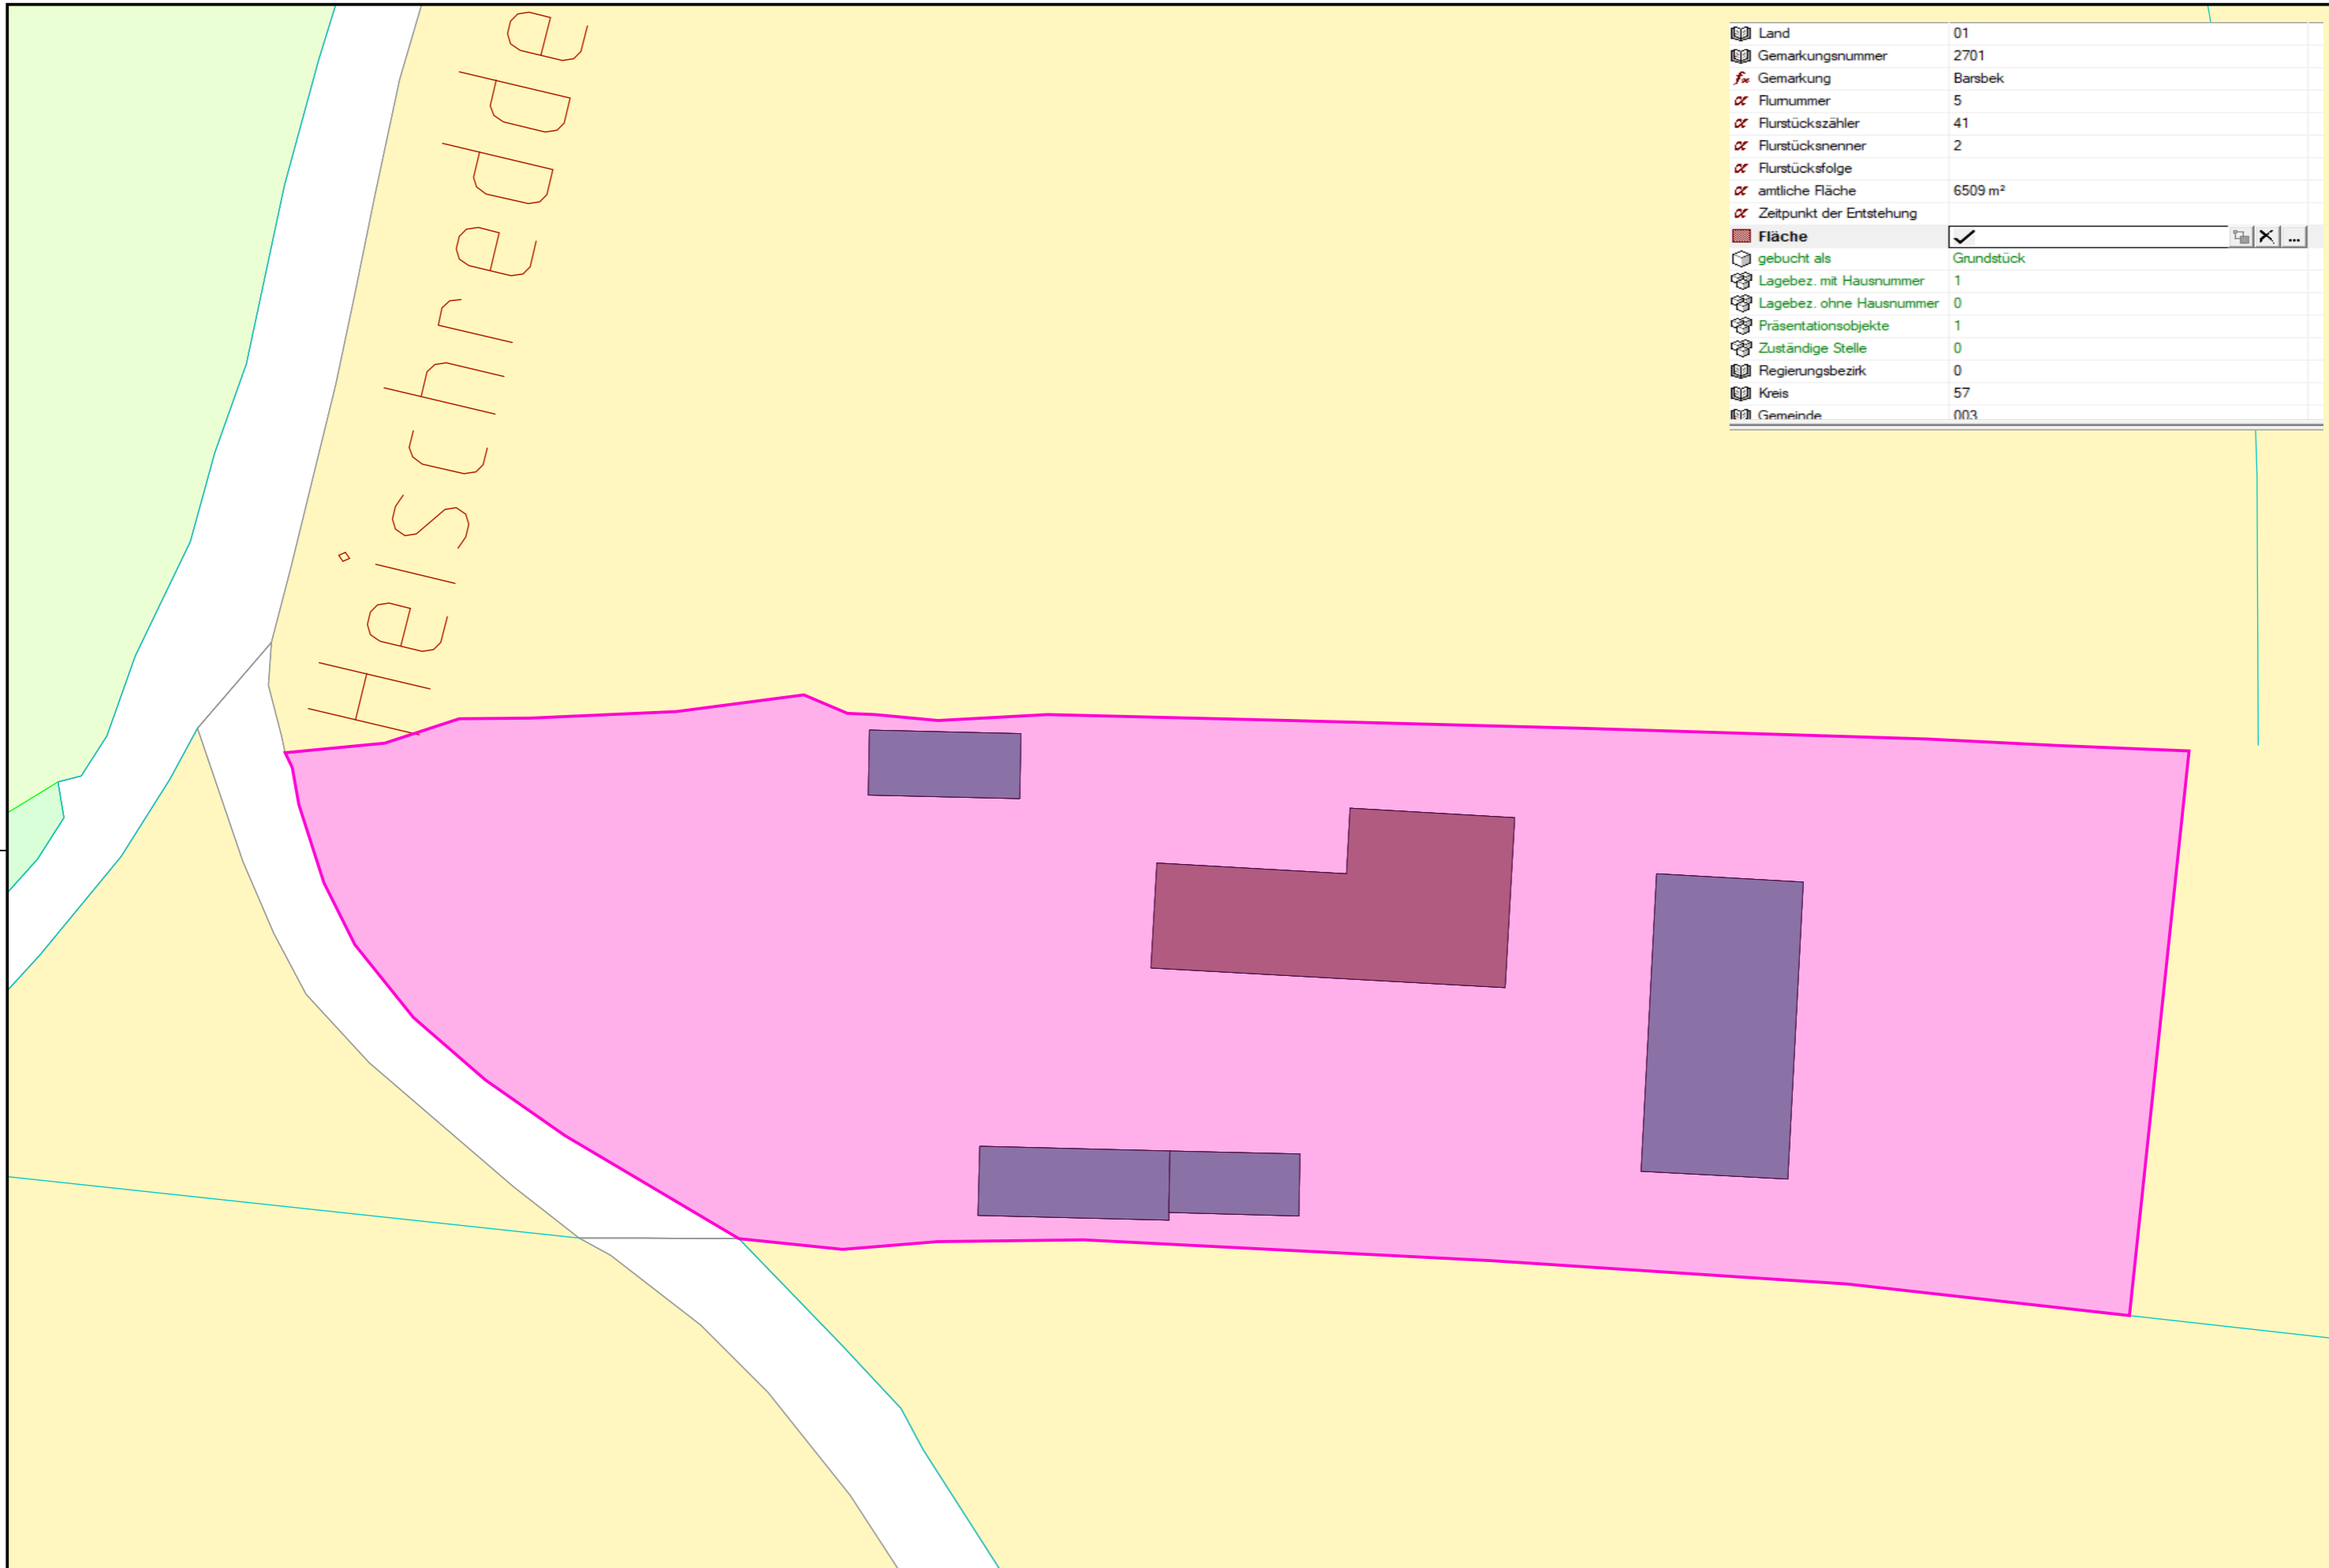 Heischredde
Land 01
Gemarkungsnummer 2701
Gemarkung Barsbek
Flurnummer 5
Flurstückszähler 41
Flurstücksnenner 2
Flurstücksfolge
amtliche Fläche 6509 m²
Zeitpunkt der Entstehung
Fläche
gebucht als Grundstück
Lagebez. mit Hausnummer 1
Lagebez. ohne Hausnummer 0
Präsentationsobjekte 1
Zuständige Stelle 0
Regierungsbezirk 0
Kreis 57
Gemeinde 003